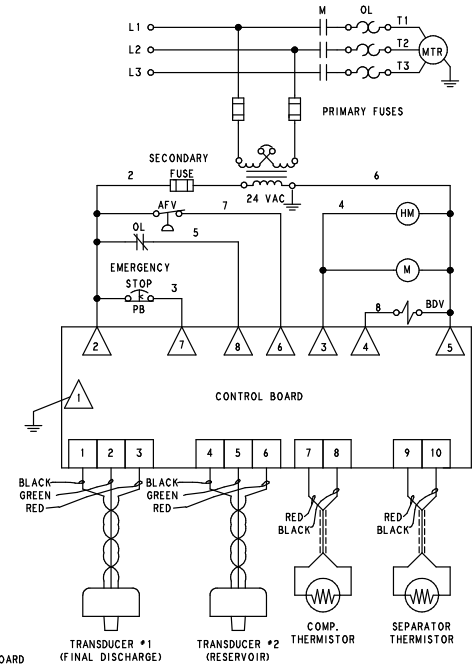 M OL
L1 T1
L2 T2 MTR
L3 T3
PRIMARY FUSES
SECONDARY
FUSE
2 6
24 VAC
AFV 7 4 HM
OL 5
M
EMERGENCY
STOP 3
PB
8 BDV
2 7 8 6 3 4 5
1
CONTROL BOARD
1 2 3 4 5 6 7 8 9 10
BLACK BLACK
GREEN GREEN
RED RED
RED RED
BLACK BLACK
TRANSDUCER #1
(FINAL DISCHARGE)
TRANSDUCER #2
(RESERVOIR)
COMP.
THERMISTOR
SEPARATOR
THERMISTOR
OARD